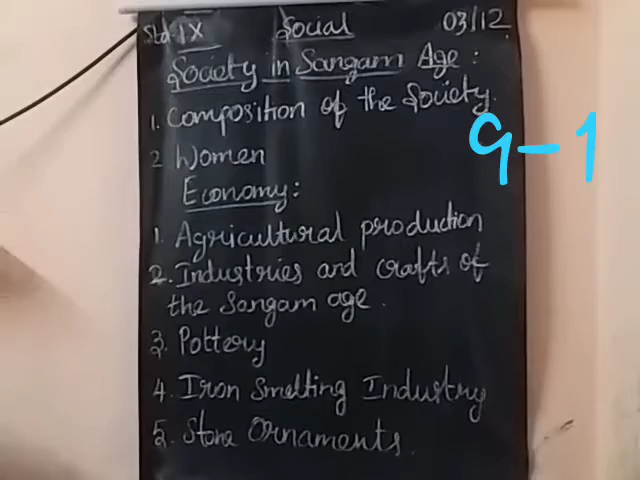 Std-IX Social 03/12
Society in Sangam Age:
1. Composition of the Society.
9-1
2 Women
Economy:
1. Agricultural production
2. Industries and crafts of
the Sangam age.
3. Pottery
4. Iron Smelting Industry
5. Stone Ornaments.